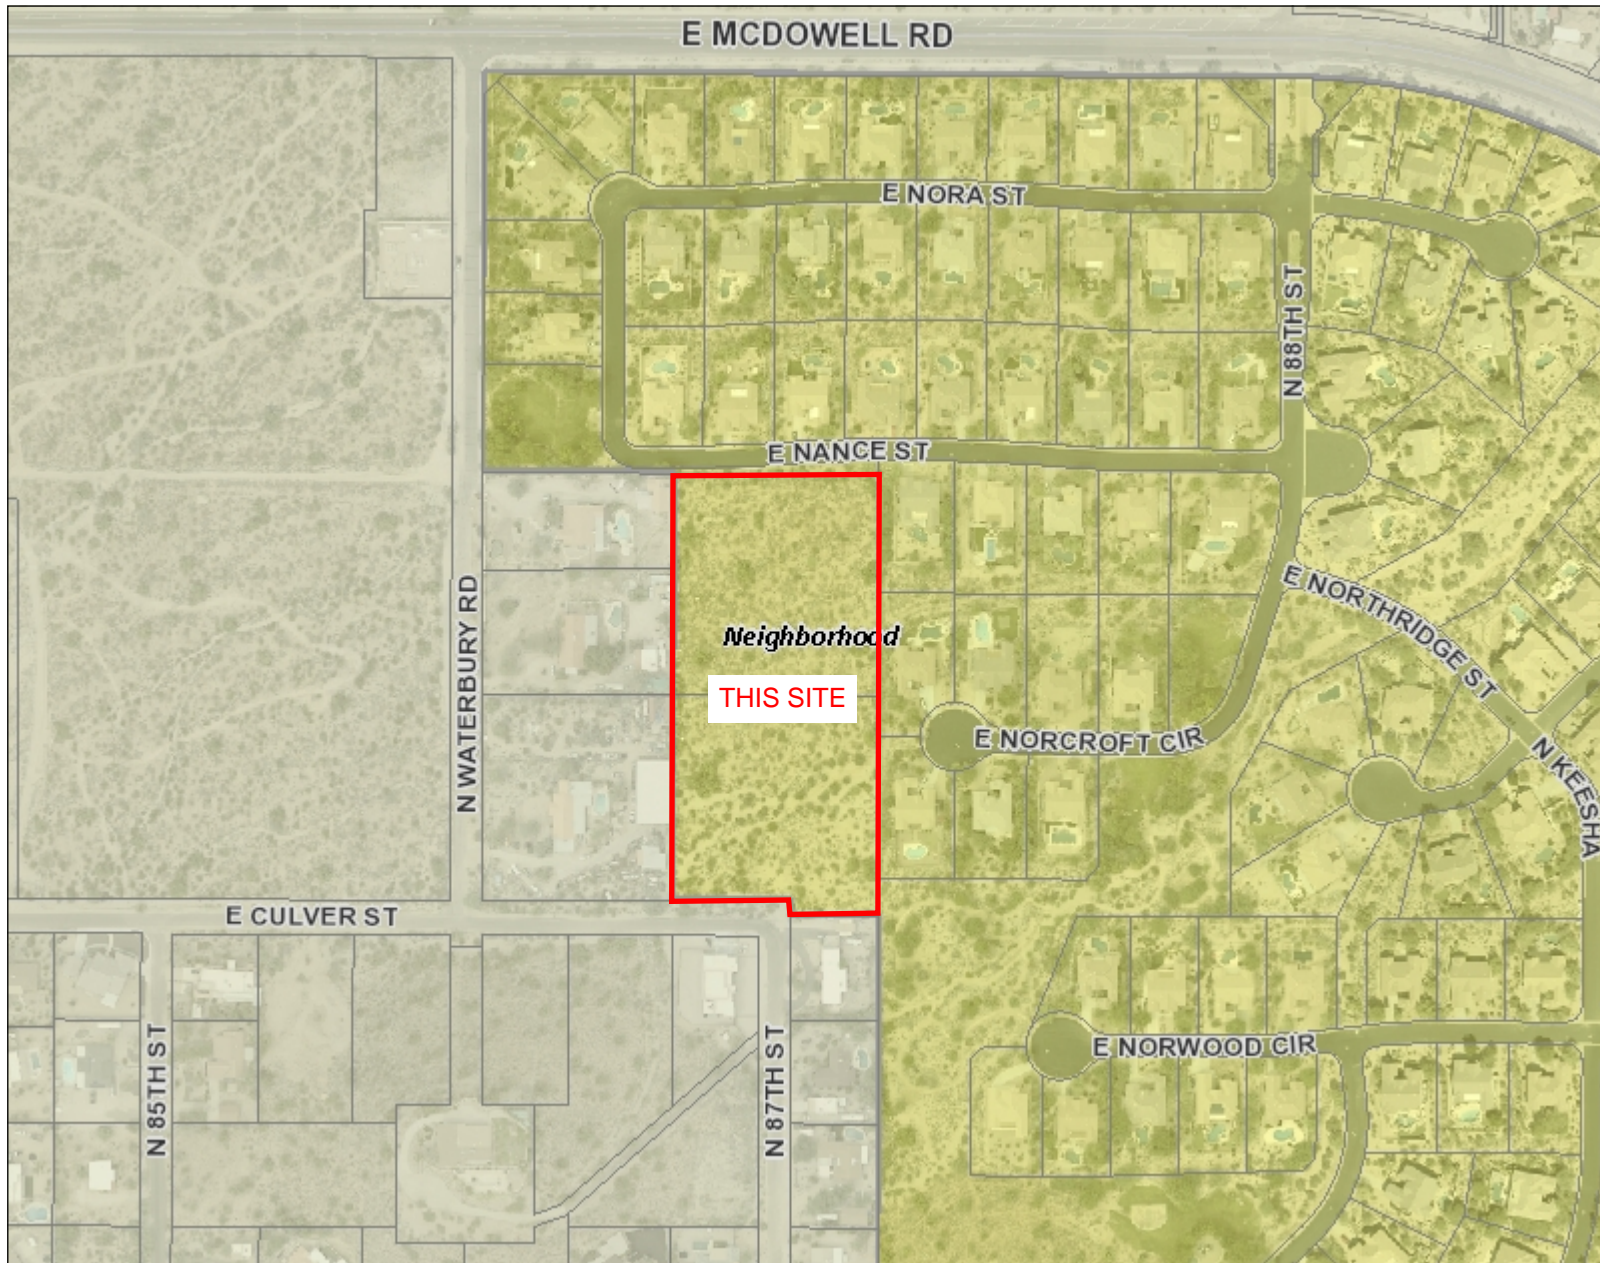 E MCDOWELL RD
E NORA ST
N 88TH ST
E NANCE ST
E NORTHRIDGE ST
N WATERBURY RD
Neighborhood
THIS SITE
E NORCROFT CIR
N KEESHA
E CULVER ST
N 85TH ST
N 87TH ST
E NORWOOD CIR